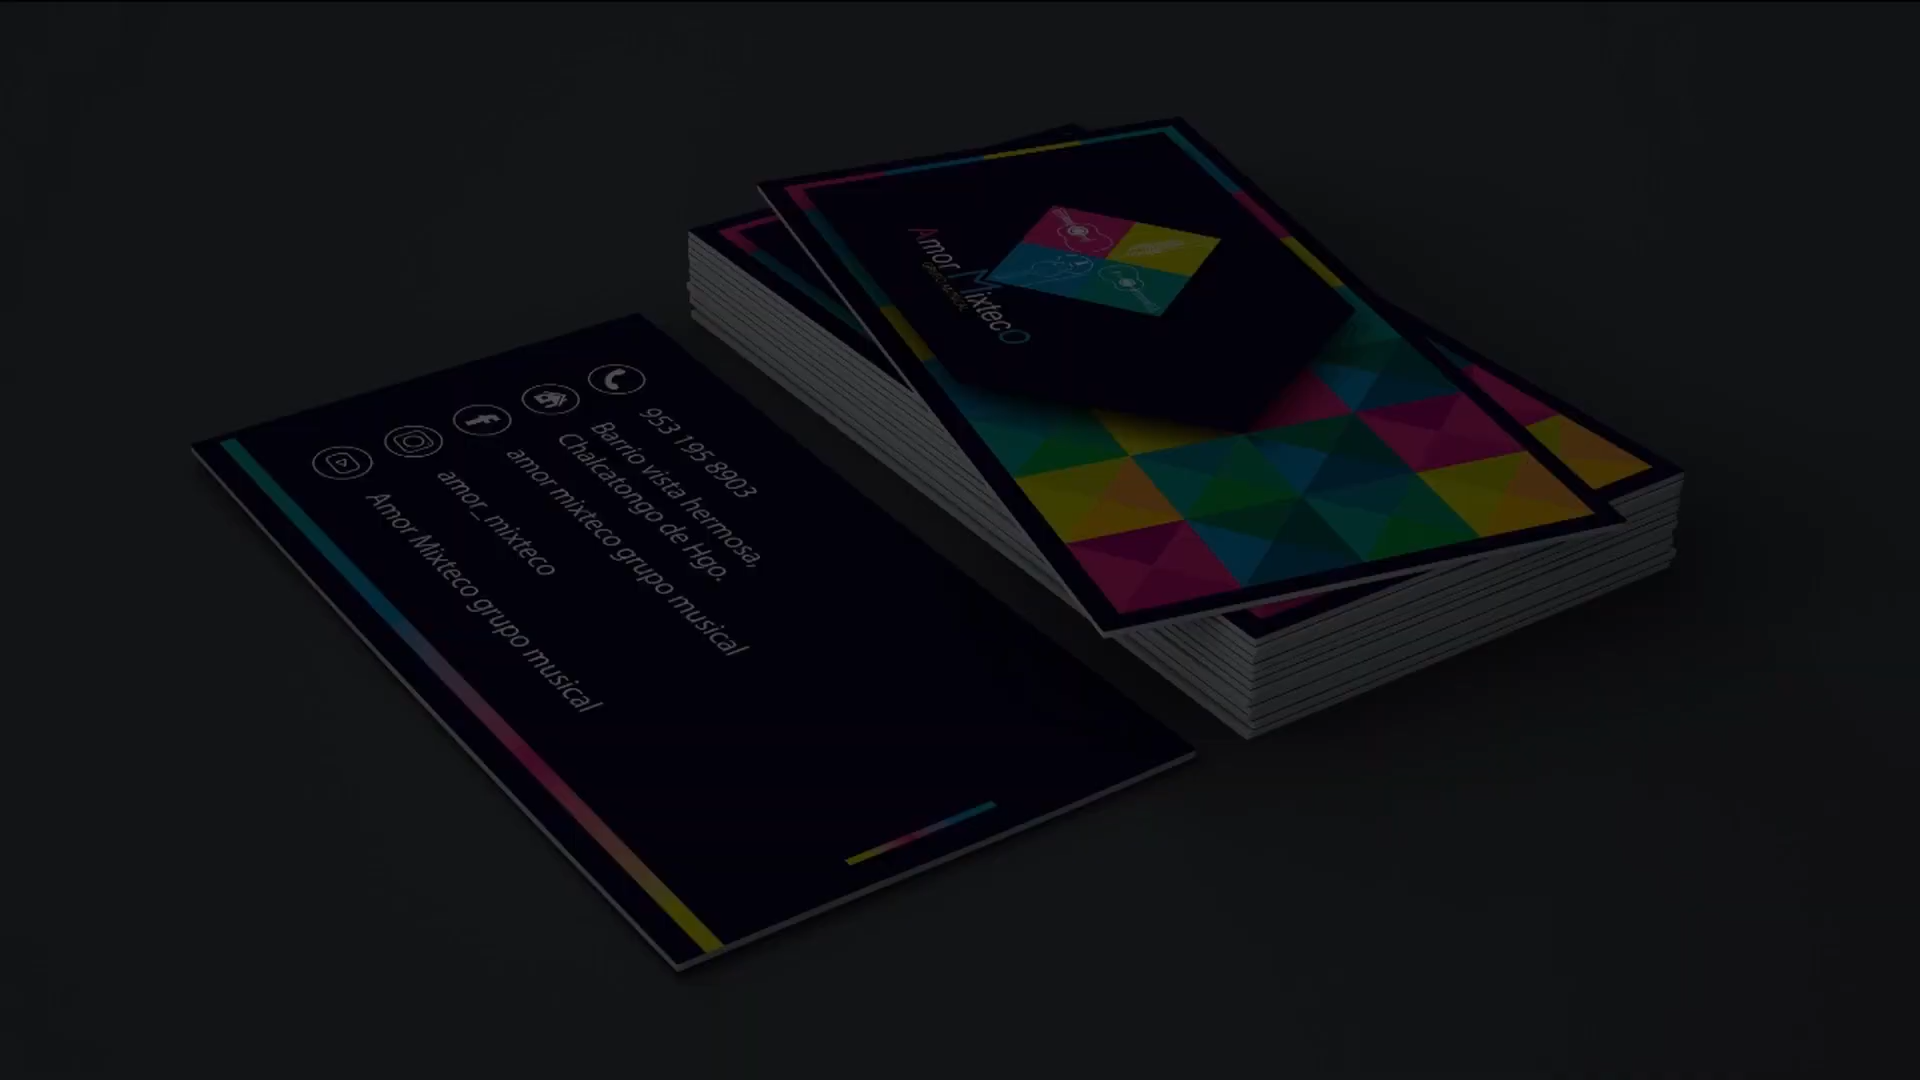 Amor MixtecO
953 195 8903
Barrio vista hermosa,
Chalcatongo de Hgo.
amor mixteco grupo musical
amor_mixteco
Amor Mixteco grupo musical